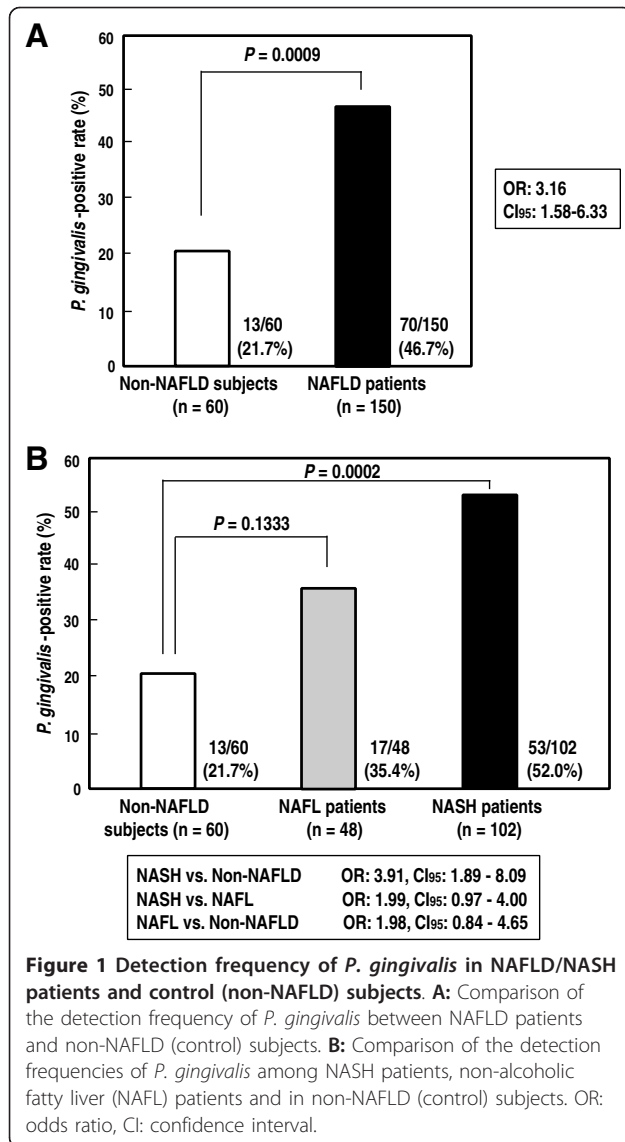 A
P. gingivalis-positive rate (%)
60
50
40
30
20
10
0
P = 0.0009
13/60
(21.7%)
70/150
(46.7%)
Non-NAFLD subjects
(n = 60)
NAFLD patients
(n = 150)
OR: 3.16
CI95: 1.58-6.33
B
P. gingivalis-positive rate (%)
60
50
40
30
20
10
0
P = 0.0002
P = 0.1333
13/60
(21.7%)
17/48
(35.4%)
53/102
(52.0%)
Non-NAFLD
subjects (n = 60)
NAFL patients
(n = 48)
NASH patients
(n = 102)
NASH vs. Non-NAFLD OR: 3.91, CI95: 1.89 - 8.09
NASH vs. NAFL OR: 1.99, CI95: 0.97 - 4.00
NAFL vs. Non-NAFLD OR: 1.98, CI95: 0.84 - 4.65
Figure 1 Detection frequency of P. gingivalis in NAFLD/NASH
patients and control (non-NAFLD) subjects. A: Comparison of
the detection frequency of P. gingivalis between NAFLD patients
and non-NAFLD (control) subjects. B: Comparison of the detection
frequencies of P. gingivalis among NASH patients, non-alcoholic
fatty liver (NAFL) patients and in non-NAFLD (control) subjects. OR:
odds ratio, CI: confidence interval.